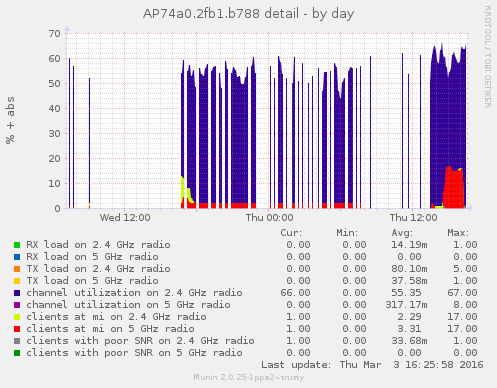 AP74a0.2fb1.b788 detail - by day
RRDTOOL / TOBI OETIKER
% + abs
70
60
50
40
30
20
10
0
Wed 12:00 Thu 00:00 Thu 12:00
Cur: Min: Avg: Max:
RX load on 2.4 GHz radio 0.00 0.00 14.19m 1.00
RX load on 5 GHz radio 0.00 0.00 0.00 0.00
TX load on 2.4 GHz radio 0.00 0.00 80.10m 5.00
TX load on 5 GHz radio 0.00 0.00 37.58m 1.00
channel utilization on 2.4 GHz radio 66.00 0.00 55.35 67.00
channel utilization on 5 GHz radio 0.00 0.00 317.17m 8.00
clients at mi on 2.4 GHz radio 1.00 0.00 2.29 17.00
clients at mi on 5 GHz radio 1.00 0.00 3.31 17.00
clients with poor SNR on 2.4 GHz radio 1.00 0.00 33.68m 1.00
clients with poor SNR on 5 GHz radio 0.00 0.00 0.00 0.00
Last update: Thu Mar 3 16:25:58 2016
Munin 2.0.25-1ppa2~trusty